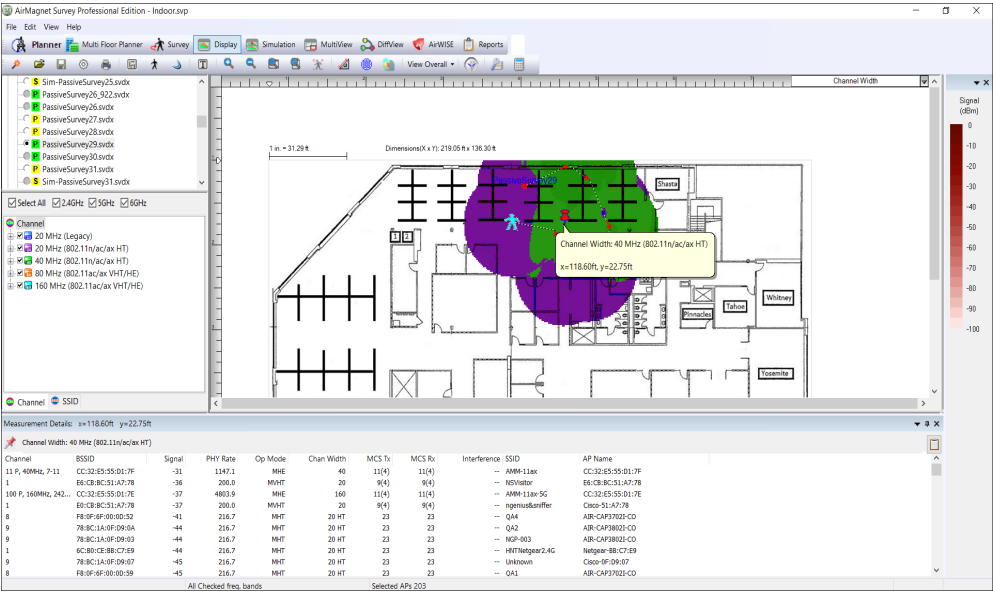 AirMagnet Survey Professional Edition - Indoor.svp
File Edit View Help
Planner Multi Floor Planner Survey Display Simulation MultiView DiffView AirWISE Reports
View Overall
S Sim-PassiveSurvey25.svdx
P PassiveSurvey26_922.svdx
P PassiveSurvey26.svdx
P PassiveSurvey27.svdx
P PassiveSurvey28.svdx
P PassiveSurvey29.svdx
P PassiveSurvey30.svdx
P PassiveSurvey31.svdx
S Sim-PassiveSurvey31.svdx
Select All 2.4GHz 5GHz 6GHz
Channel
20 MHz (Legacy)
20 MHz (802.11n/ac/ax HT)
40 MHz (802.11n/ac/ax HT)
80 MHz (802.11ac/ax VHT/HE)
160 MHz (802.11ac/ax VHT/HE)
Channel SSID
Channel Width
1 in. = 31.29 ft
Dimensions(X x Y): 219.05 ft x 136.30 ft
PassiveSurvey29
Shasta
1 2
Channel Width: 40 MHz (802.11n/ac/ax HT)
x=118.60ft, y=22.75ft
Whitney
Tahoe
Pinnacles
Yosemite
Signal
(dBm)
0
-10
-20
-30
-40
-50
-60
-70
-80
-90
-100
Measurement Details: x=118.60ft y=22.75ft
Channel Width: 40 MHz (802.11n/ac/ax HT)
Channel BSSID Signal PHY Rate Op Mode Chan Width MCS Tx MCS Rx Interference SSID AP Name
11 P, 40MHz, 7-11 CC:32:E5:55:D1:7F -31 1147.1 MHE 40 11(4) 11(4) -- AMM-11ax CC:32:E5:55:D1:7F
1 E6:CB:BC:51:A7:78 -36 200.0 MVHT 20 9(4) 9(4) -- NSVisitor E6:CB:BC:51:A7:78
100 P, 160MHz, 242... CC:32:E5:55:D1:7E -37 4803.9 MHE 160 11(4) 11(4) -- AMM-11ax-5G CC:32:E5:55:D1:7E
1 E0:CB:BC:51:A7:78 -37 200.0 MVHT 20 9(4) 9(4) -- ngenius&sniffer Cisco-51:A7:78
8 F8:0F:6F:00:0D:52 -41 216.7 MHT 20 HT 23 23 -- QA4 AIR-CAP3702I-CO
9 78:BC:1A:0F:D9:0A -44 216.7 MHT 20 HT 23 23 -- QA2 AIR-CAP3802I-CO
9 78:BC:1A:0F:D9:03 -44 216.7 MHT 20 HT 23 23 -- NGP-003 AIR-CAP3802I-CO
1 6C:B0:CE:BB:C7:E9 -44 216.7 MHT 20 HT 23 23 -- HNTNetgear2.4G Netgear-BB:C7:E9
9 78:BC:1A:0F:D9:07 -45 216.7 MHT 20 HT 23 23 -- Unknown Cisco-0F:D9:07
8 F8:0F:6F:00:0D:59 -45 216.7 MHT 20 HT 23 23 -- QA1 AIR-CAP3702I-CO
All Checked freq. bands Selected APs 203